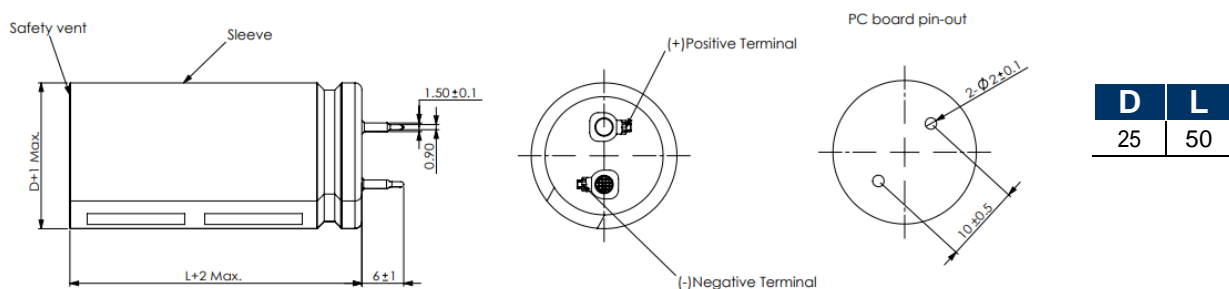 Safety vent
Sleeve
1.50±0.1
0.90
D+1 Max.
L+2 Max.
6±1
(+)Positive Terminal
(-)Negative Terminal
PC board pin-out
2-Φ2±0.1
10±0.5
D L
25 50